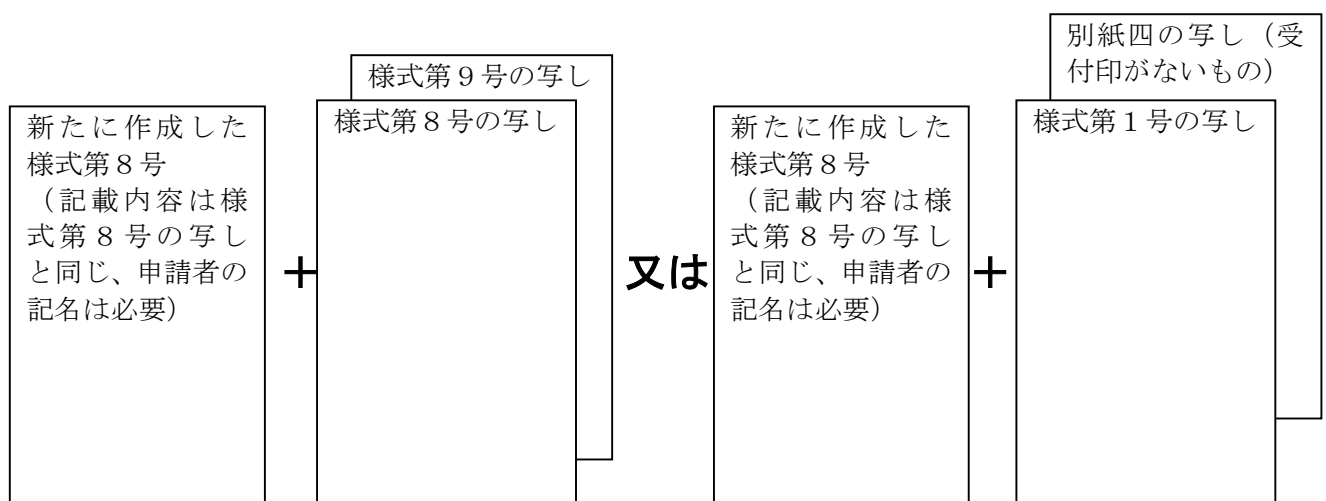 新たに作成した
様式第８号
（記載内容は様
式第８号の写し
と同じ、申請者の
記名は必要）
＋
様式第９号の写し
様式第８号の写し
又は
新たに作成した
様式第８号
（記載内容は様
式第８号の写し
と同じ、申請者の
記名は必要）
＋
別紙四の写し（受
付印がないもの）
様式第１号の写し